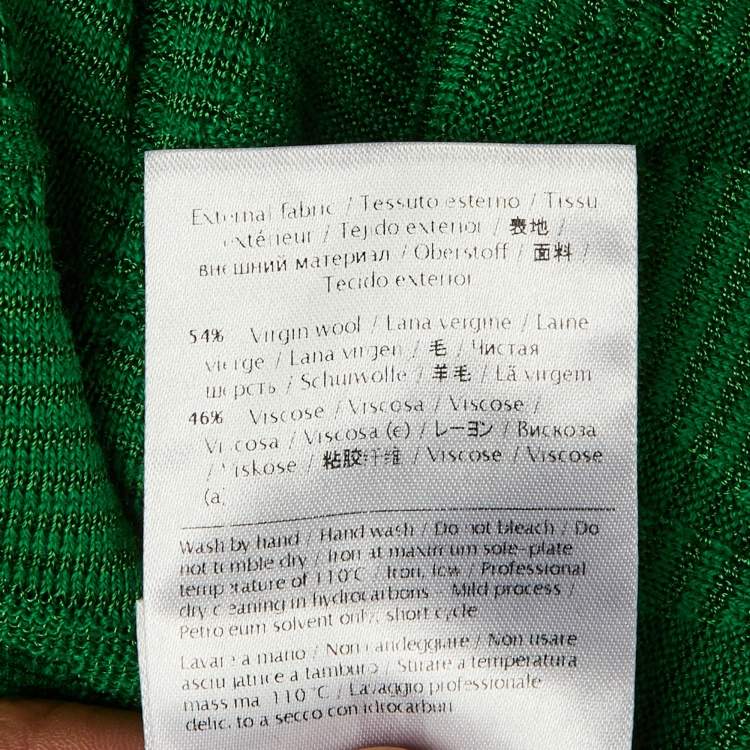 External fabric / Tessuto esterno / Tissu
extérieur / Tejido exterior / 表地 /
внешний материал / Oberstoff / 面料 /
Tecido exterior
54% Virgin wool / Lana vergine / Laine
vierge / Lana virgen / 毛 / Чистая
шерсть / Schurwolle / 羊毛 / Lã virgem
46% Viscose / Viscosa / Viscose /
Viscosa / Viscosa (e) / レーヨン / Вискоза
/ Viskose / 粘胶纤维 / Viscose / Viscose
(a)
Wash by hand / Hand wash / Do not bleach / Do
not tumble dry / Iron at maximum sole-plate
temperature of 110°C / Iron, low / Professional
dry cleaning in hydrocarbons - Mild process /
Petroleum solvent only, short cycle
Lavare a mano / Non candeggiare / Non usare
asciugatrice a tamburo / Stirare a temperatura
massima 110 °C / Lavaggio professionale
delicato a secco con idrocarburi